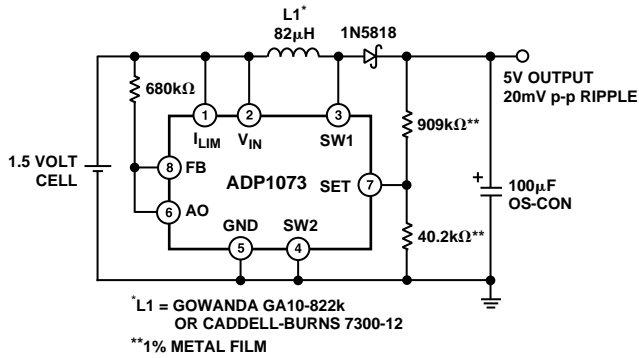 L1*
82µH
1N5818
5V OUTPUT
20mV p-p RIPPLE
680kΩ
1
2
3
I_LIM
V_IN
SW1
909kΩ**
1.5 VOLT
CELL
8
FB
ADP1073
SET
7
6
AO
+
100µF
OS-CON
GND
SW2
5
4
40.2kΩ**
*L1 = GOWANDA GA10-822k
OR CADDELL-BURNS 7300-12
**1% METAL FILM